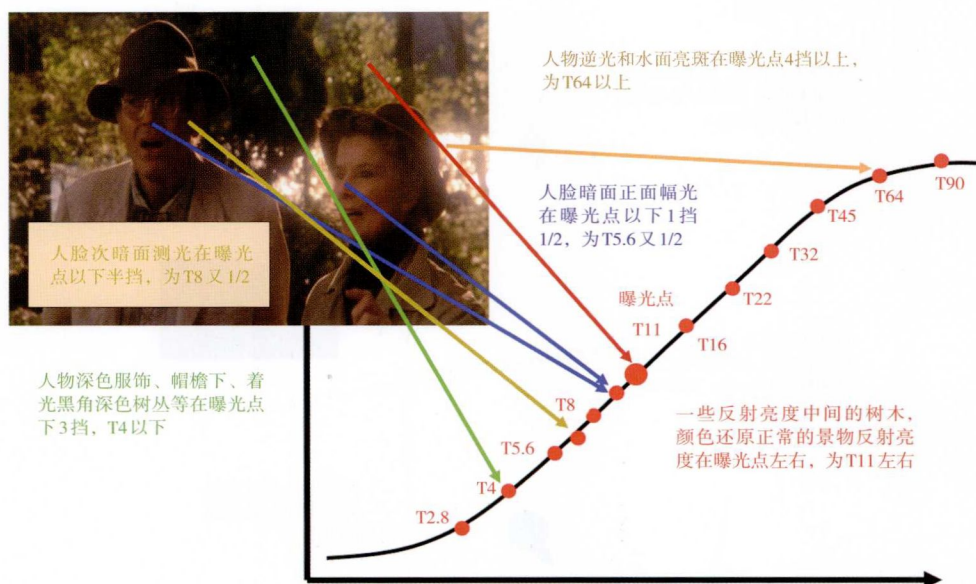 人物逆光和水面亮斑在曝光点4挡以上，
为T64以上
人脸暗面正面幅光
在曝光点以下1挡
1/2，为T5.6又1/2
人脸次暗面测光在曝光
点以下半挡，为T8又1/2
人物深色服饰、帽檐下、着
光黑角深色树丛等在曝光点
下3挡，T4以下
曝光点
T11
一些反射亮度中间的树木，
颜色还原正常的景物反射亮
度在曝光点左右，为T11左右
T2.8
T4
T5.6
T8
T16
T22
T32
T45
T64
T90